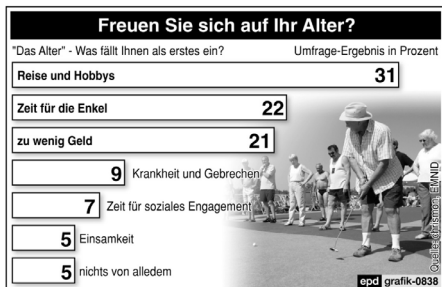 Freuen Sie sich auf Ihr Alter?
"Das Alter" - Was fällt Ihnen als erstes ein? Umfrage-Ergebnis in Prozent
Reise und Hobbys 31
Zeit für die Enkel 22
zu wenig Geld 21
9 Krankheit und Gebrechen
7 Zeit für soziales Engagement
5 Einsamkeit
5 nichts von alledem
Quelle: chrismon, EMNID
epd grafik-0838